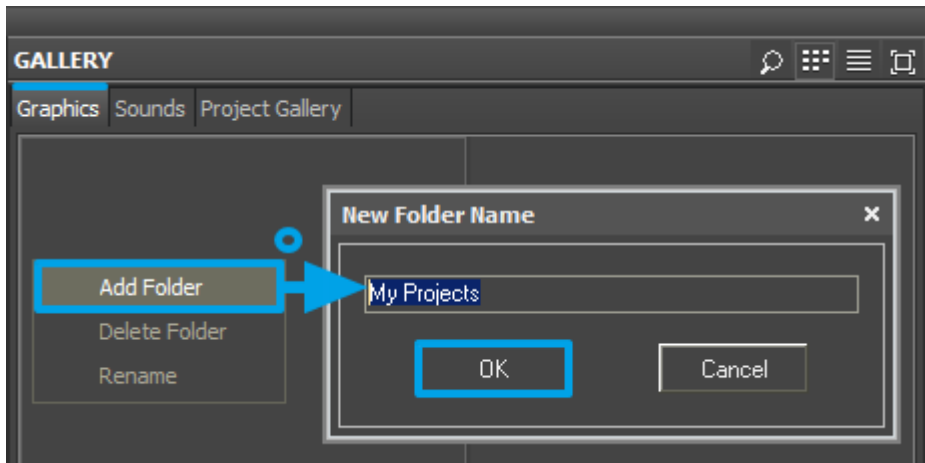 GALLERY
Graphics Sounds Project Gallery
New Folder Name
Add Folder
My Projects
Delete Folder
Rename
OK
Cancel